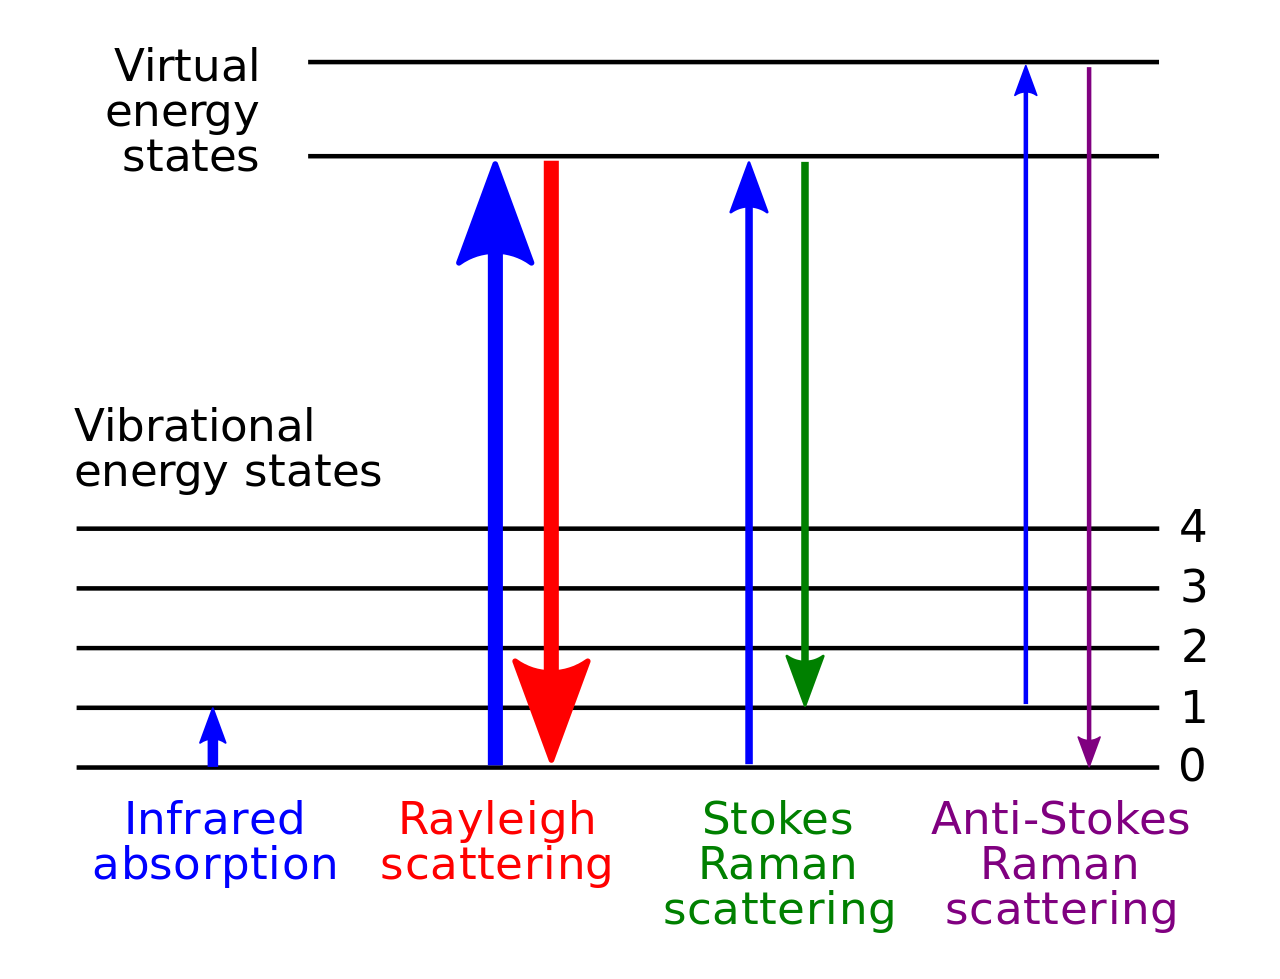 Virtual
energy
states
Vibrational
energy states
4
3
2
1
0
Infrared
absorption
Rayleigh
scattering
Stokes
Raman
scattering
Anti-Stokes
Raman
scattering